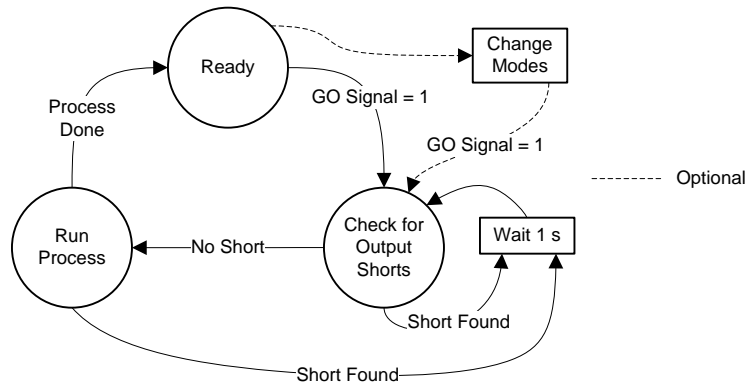 Ready
Change
Modes
GO Signal = 1
Process
Done
GO Signal = 1
Optional
Run
Process
No Short
Check for
Output
Shorts
Wait 1 s
Short Found
Short Found